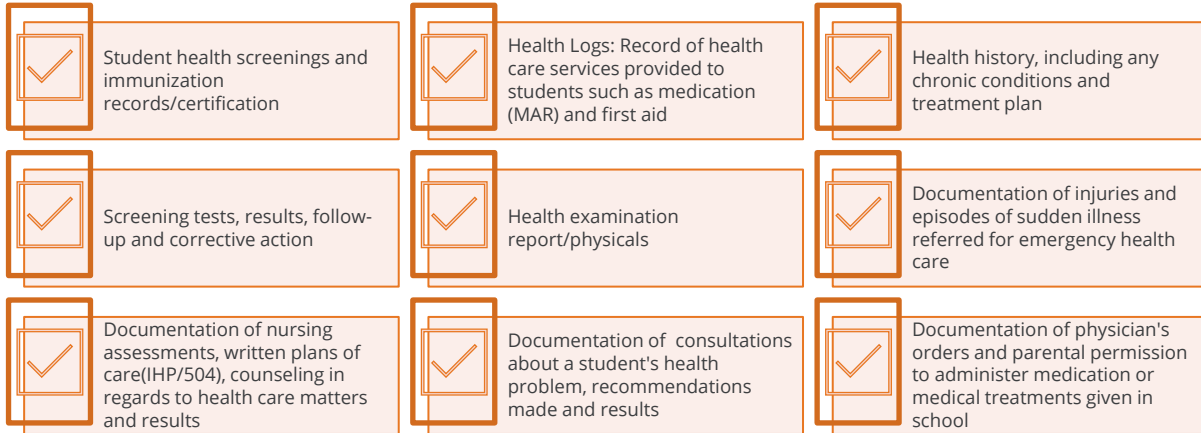 Student health screenings and
immunization
records/certification
Health Logs: Record of health
care services provided to
students such as medication
(MAR) and first aid
Health history, including any
chronic conditions and
treatment plan
Screening tests, results, follow-
up and corrective action
Health examination
report/physicals
Documentation of injuries and
episodes of sudden illness
referred for emergency health
care
Documentation of nursing
assessments, written plans of
care(IHP/504), counseling in
regards to health care matters
and results
Documentation of  consultations
about a student's health
problem, recommendations
made and results
Documentation of physician's
orders and parental permission
to administer medication or
medical treatments given in
school